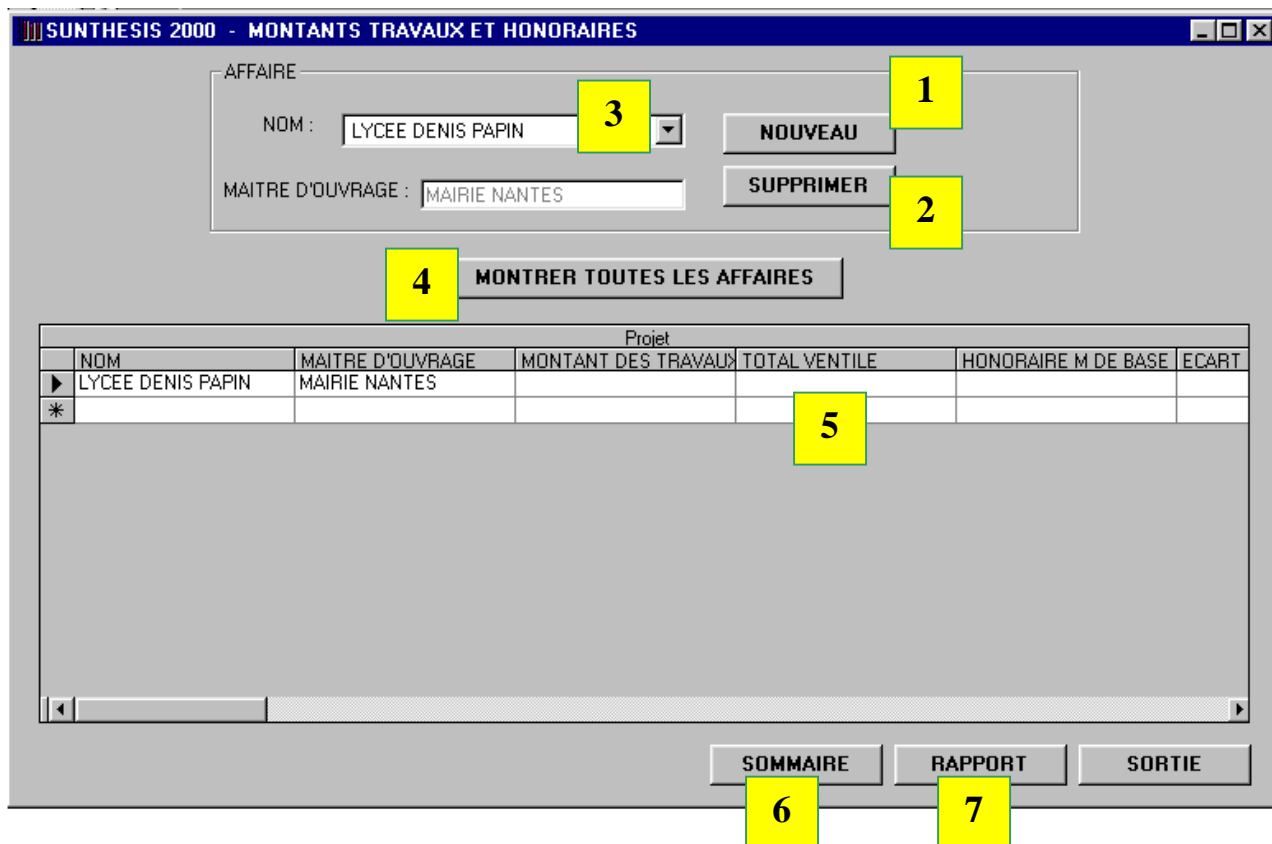 SUNTHESIS 2000 - MONTANTS TRAVAUX ET HONORAIRES
AFFAIRE
1
NOM : LYCEE DENIS PAPIN 3 NOUVEAU
MAITRE D'OUVRAGE : MAIRIE NANTES SUPPRIMER
2
4 MONTRER TOUTES LES AFFAIRES
Projet
NOM MAITRE D'OUVRAGE MONTANT DES TRAVAUX TOTAL VENTILE HONORAIRE M DE BASE ECART
LYCEE DENIS PAPIN MAIRIE NANTES
5
SOMMAIRE RAPPORT SORTIE
6 7